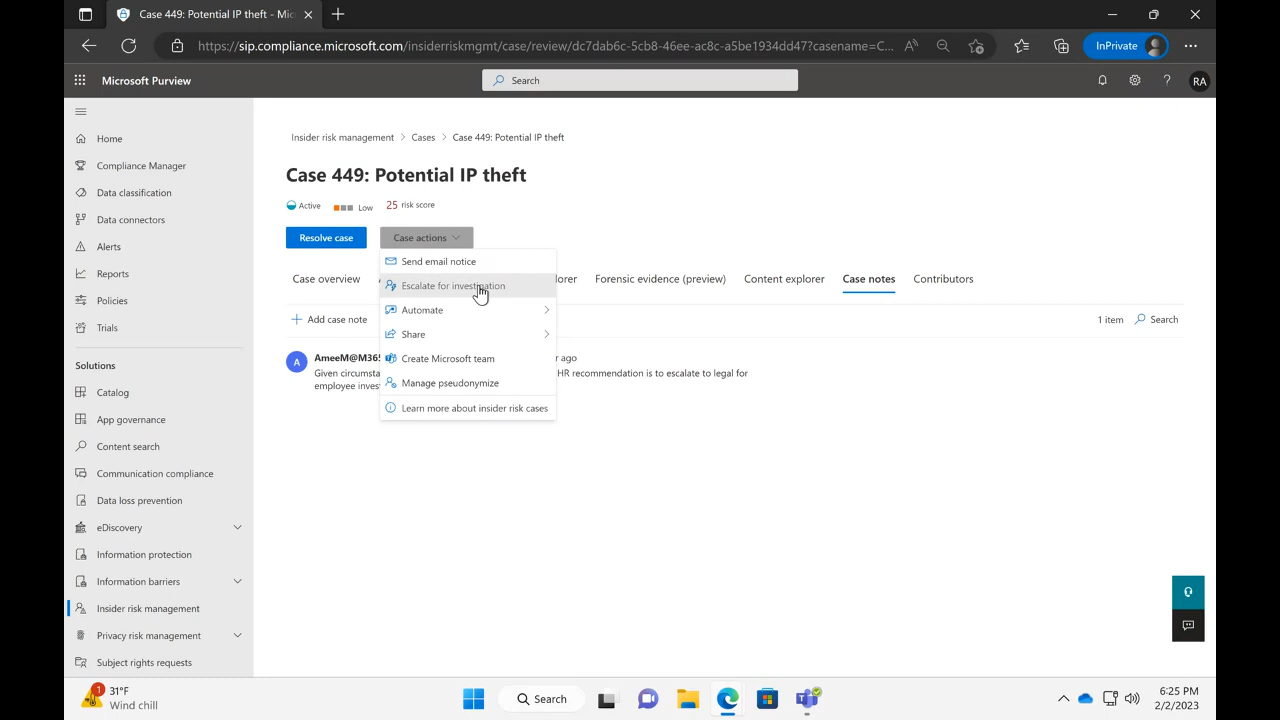 Case 449: Potential IP theft - Mic
https://sip.compliance.microsoft.com/insiderriskmgmt/case/review/dc7dab6c-5cb8-46ee-ac8c-a5be1934dd47?casename=C...
InPrivate
Microsoft Purview
Search
RA
Home
Compliance Manager
Data classification
Data connectors
Alerts
Reports
Policies
Trials
Solutions
Catalog
App governance
Content search
Communication compliance
Data loss prevention
eDiscovery
Information protection
Information barriers
Insider risk management
Privacy risk management
Subject rights requests
Insider risk management > Cases > Case 449: Potential IP theft
Case 449: Potential IP theft
Active Low 25 risk score
Resolve case Case actions
Send email notice
Escalate for investigation
Automate
Share
Create Microsoft team
Manage pseudonymize
Learn more about insider risk cases
Case overview Forensic evidence (preview) Content explorer Case notes Contributors
Add case note 1 item Search
A AmeeM@M365 ago
Given HR recommendation is to escalate to legal for
employee
1 31°F
Wind chill
Search
6:25 PM
2/2/2023